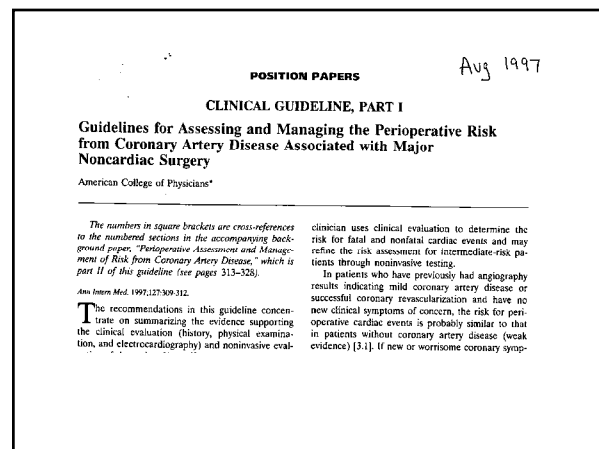 Aug 1997
POSITION PAPERS
CLINICAL GUIDELINE, PART I
Guidelines for Assessing and Managing the Perioperative Risk
from Coronary Artery Disease Associated with Major
Noncardiac Surgery
American College of Physicians*
The numbers in square brackets are cross-references
to the numbered sections in the accompanying back-
ground paper, "Perioperative Assessment and Manage-
ment of Risk from Coronary Artery Disease," which is
part II of this guideline (see pages 313-328).
Ann Intern Med. 1997;127:309-312.
The recommendations in this guideline concen-
trate on summarizing the evidence supporting
the clinical evaluation (history, physical examina-
tion, and electrocardiography) and noninvasive eval-
clinician uses clinical evaluation to determine the
risk for fatal and nonfatal cardiac events and may
refine the risk assessment for intermediate-risk pa-
tients through noninvasive testing.
In patients who have previously had angiography
results indicating mild coronary artery disease or
successful coronary revascularization and have no
new clinical symptoms of concern, the risk for peri-
operative cardiac events is probably similar to that
in patients without coronary artery disease (weak
evidence) [3.1]. If new or worrisome coronary symp-